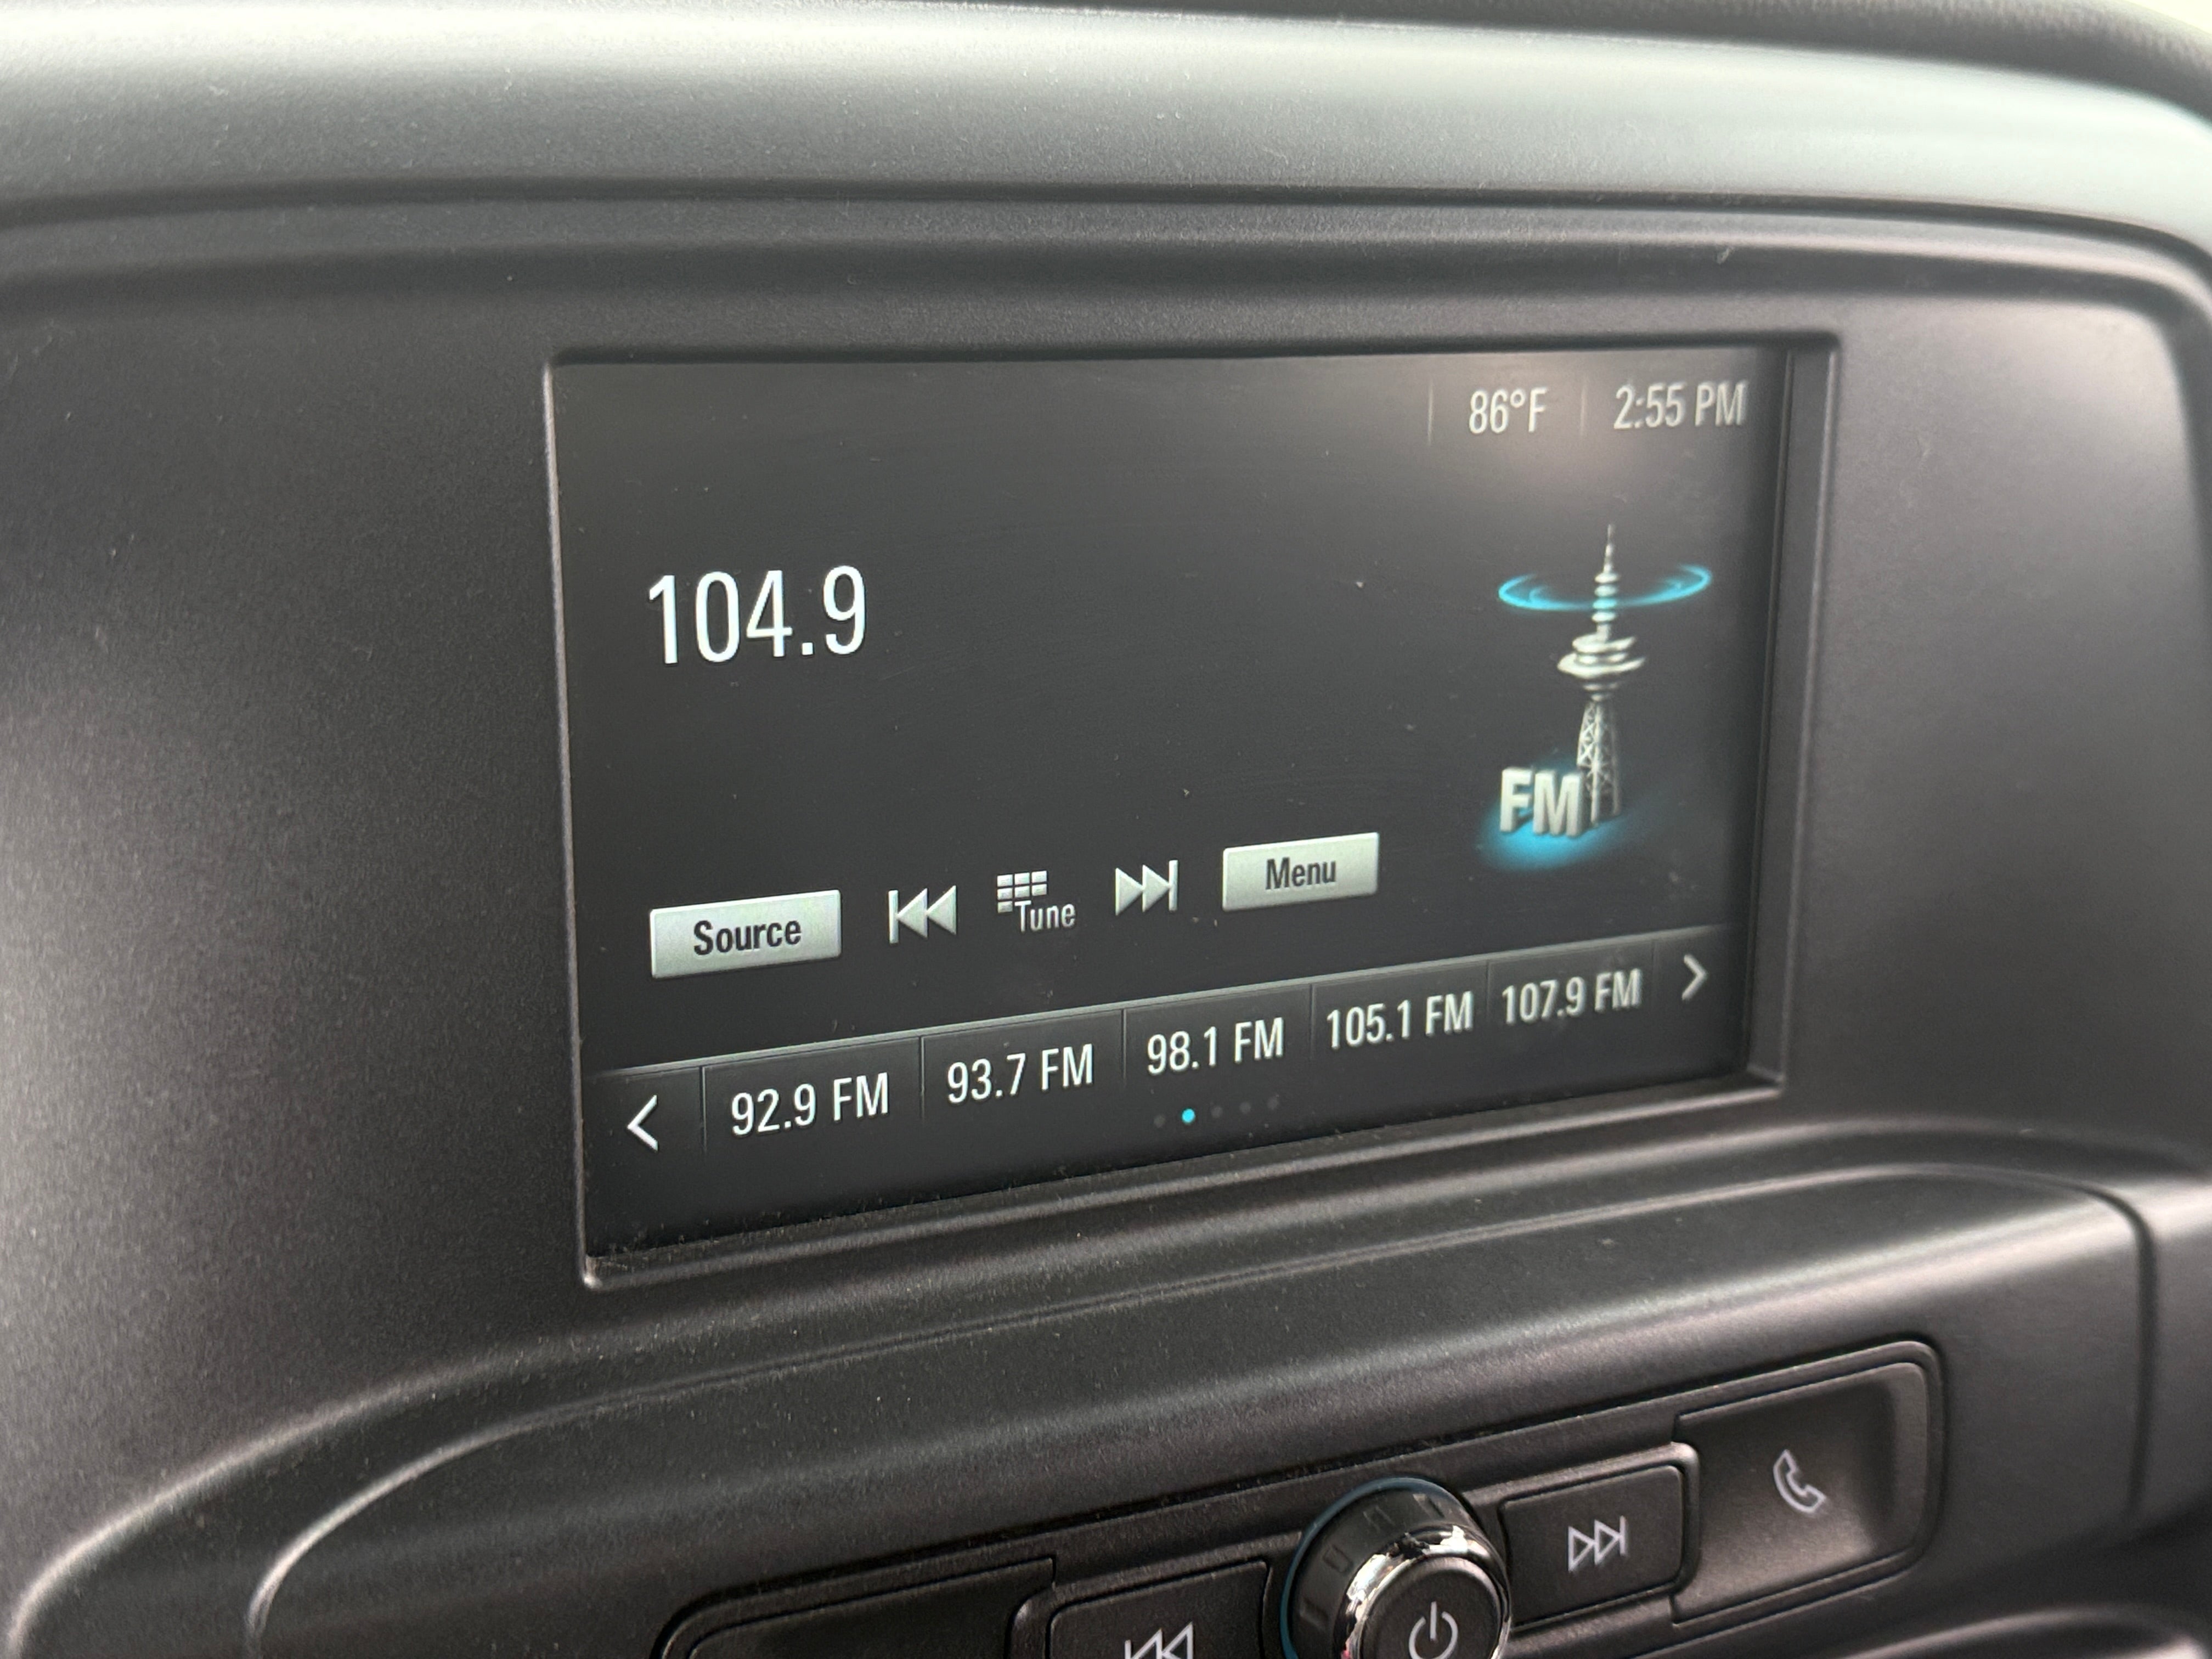 86°F 2:55 PM
104.9
FM
Source Tune Menu
92.9 FM 93.7 FM 98.1 FM 105.1 FM 107.9 FM